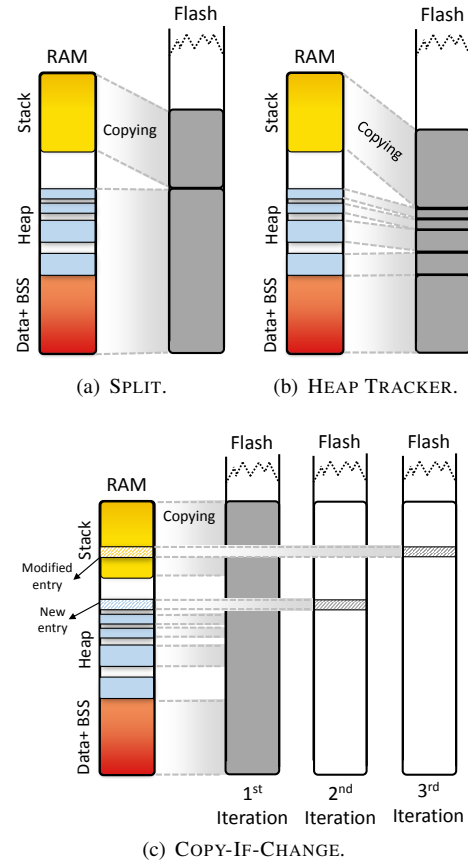 Flash
RAM
Stack
Copying
Heap
Data+ BSS
(a) SPLIT.
Flash
RAM
Stack
Copying
Heap
Data+ BSS
(b) HEAP TRACKER.
Flash
Flash
Flash
RAM
Copying
Stack
Modified
entry
New
entry
Heap
Data+ BSS
1st
Iteration
2nd
Iteration
3rd
Iteration
(c) COPY-IF-CHANGE.